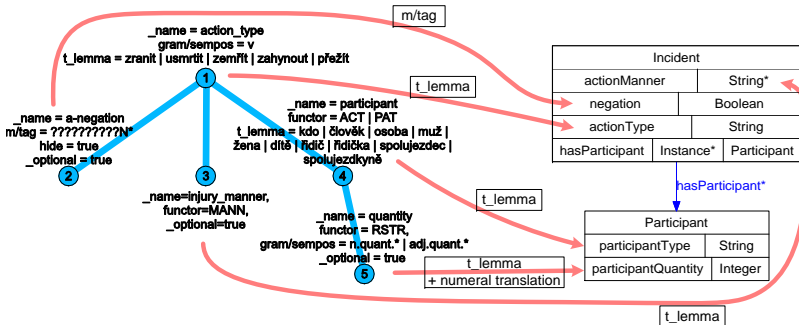 m/tag
_name = action_type
gram/sempos = v
t_lemma = zranit | usmrtit | zemřít | zahynout | přežít
1
t_lemma
_name = a-negation
m/tag = ??????????N*
hide = true
_optional = true
2
3
_name=injury_manner,
functor=MANN,
_optional=true
_name = participant
functor = ACT | PAT
t_lemma = kdo | člověk | osoba | muž |
žena | dítě | řidič | řidička | spolujezdec |
spolujezdkyně
4
t_lemma
_name = quantity
functor = RSTR,
gram/sempos = n.quant.* | adj.quant.*
_optional = true
5
t_lemma
+ numeral translation
Incident
actionManner String*
negation Boolean
actionType String
hasParticipant Instance* Participant
hasParticipant*
Participant
participantType String
participantQuantity Integer
t_lemma